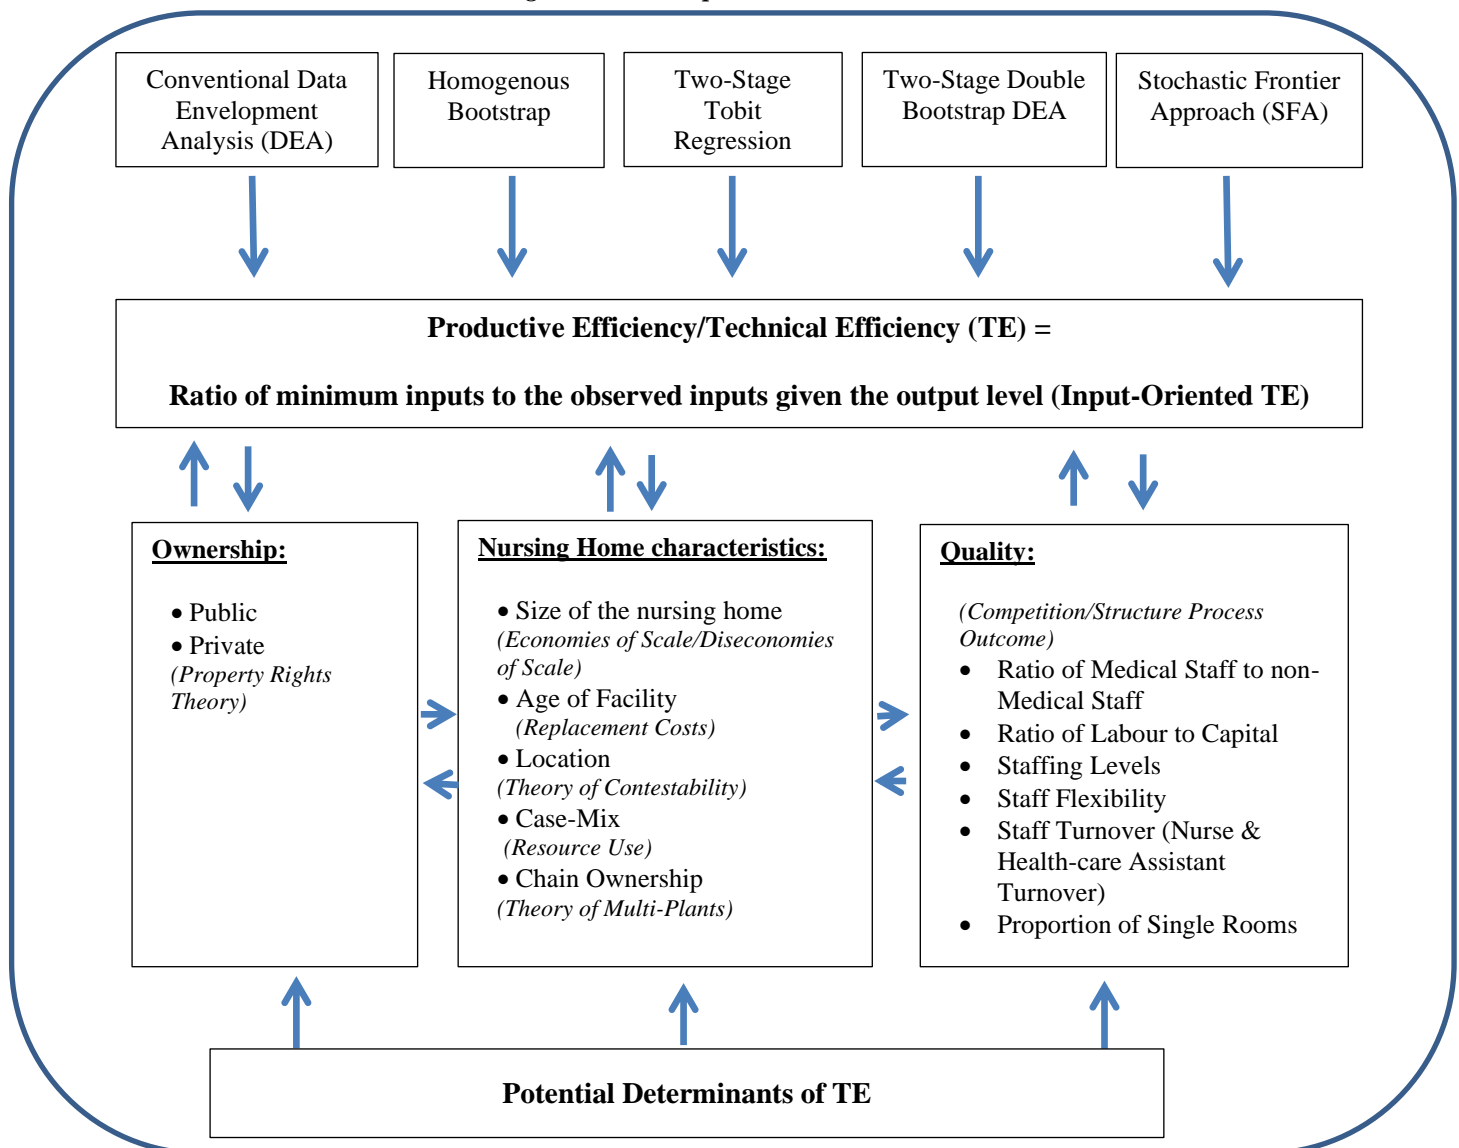 Conventional Data
Envelopment
Analysis (DEA)
Homogenous
Bootstrap
Two-Stage
Tobit
Regression
Two-Stage Double
Bootstrap DEA
Stochastic Frontier
Approach (SFA)
Productive Efficiency/Technical Efficiency (TE) =
Ratio of minimum inputs to the observed inputs given the output level (Input-Oriented TE)
Ownership:
• Public
• Private
(Property Rights
Theory)
Nursing Home characteristics:
• Size of the nursing home
(Economies of Scale/Diseconomies
of Scale)
• Age of Facility
(Replacement Costs)
• Location
(Theory of Contestability)
• Case-Mix
(Resource Use)
• Chain Ownership
(Theory of Multi-Plants)
Quality:
(Competition/Structure Process
Outcome)
• Ratio of Medical Staff to non-
Medical Staff
• Ratio of Labour to Capital
• Staffing Levels
• Staff Flexibility
• Staff Turnover (Nurse &
Health-care Assistant
Turnover)
• Proportion of Single Rooms
Potential Determinants of TE